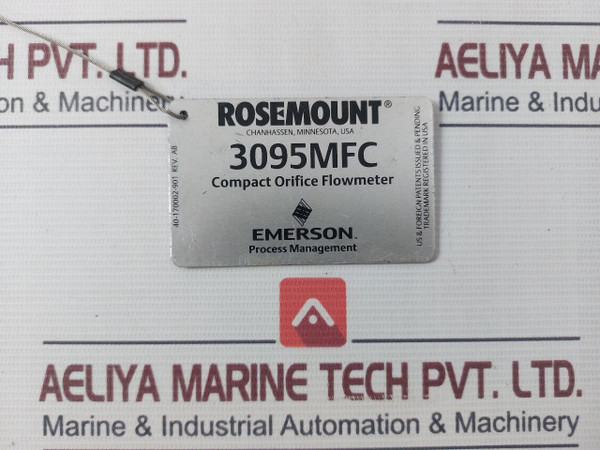 H PVT. LTD.
on & Machinery
AELIYA MA
Marine & Indus
ROSEMOUNT®
CHANHASSEN, MINNESOTA, USA
3095MFC
Compact Orifice Flowmeter
EMERSON.
Process Management
40-170002-901 REV. AB
US & FOREIGN PATENTS ISSUED & PENDING
TRADEMARK REGISTERED IN USA
AELIYA MARINE TECH PVT. LTD.
Marine & Industrial Automation & Machinery